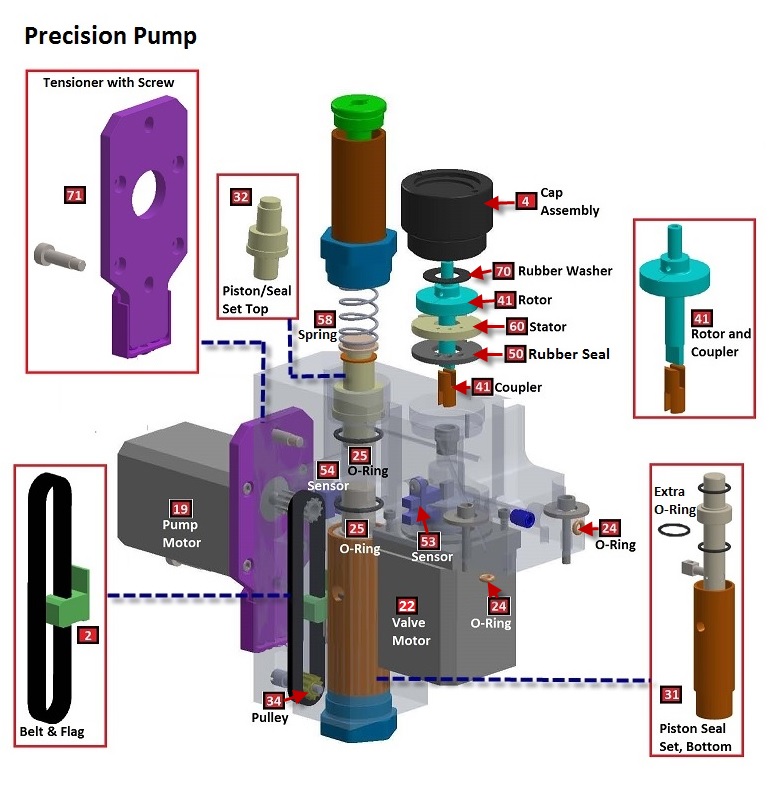 Precision Pump
Tensioner with Screw
71
32
Piston/Seal
Set Top
58
Spring
4
Cap
Assembly
70
Rubber Washer
41
Rotor
60
Stator
50
Rubber Seal
41
Coupler
41
Rotor and
Coupler
25
O-Ring
54
Sensor
19
Pump
Motor
25
O-Ring
53
Sensor
24
O-Ring
24
O-Ring
22
Valve
Motor
2
Belt & Flag
34
Pulley
Extra
O-Ring
31
Piston Seal
Set, Bottom